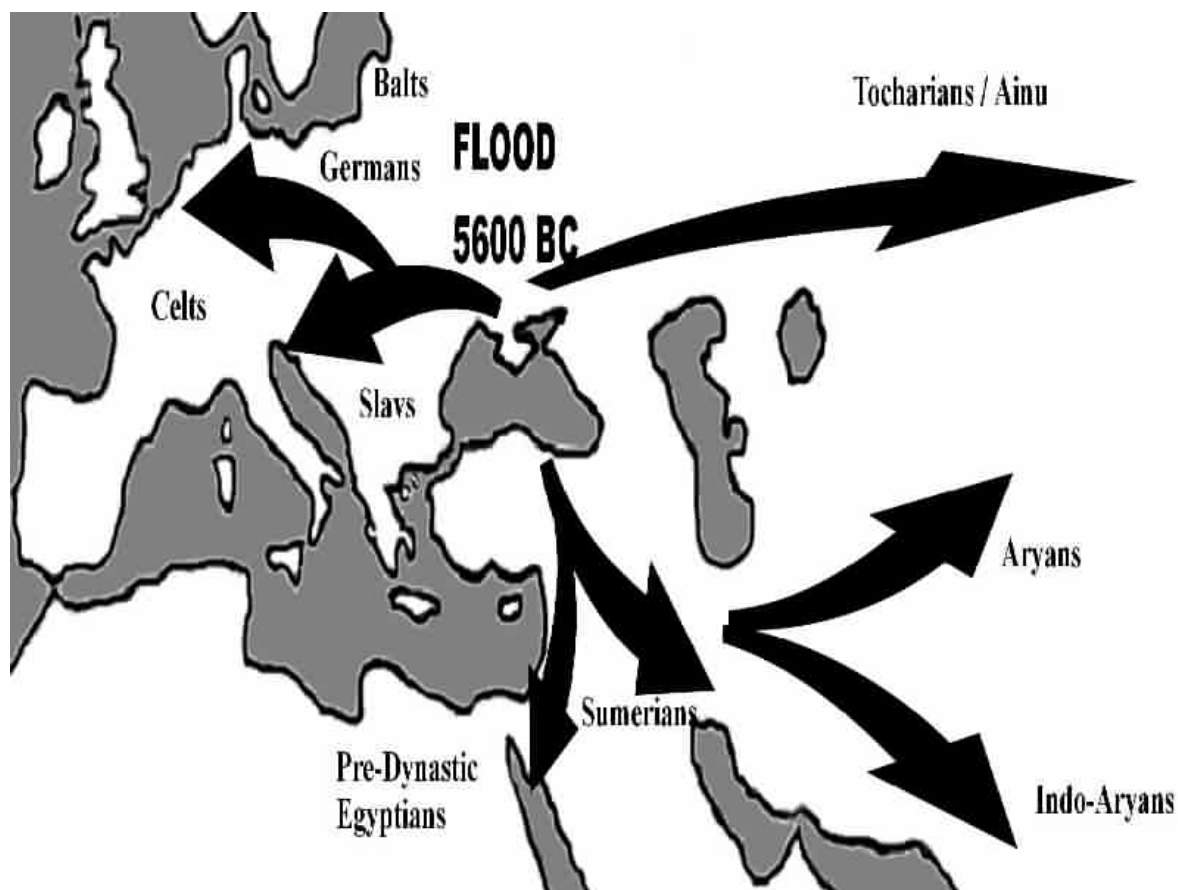 Balts
Tocharians / Ainu
FLOOD
Germans
5600 BC
Celts
Slavs
Aryans
Sumerians
Pre-Dynastic
Egyptians
Indo-Aryans